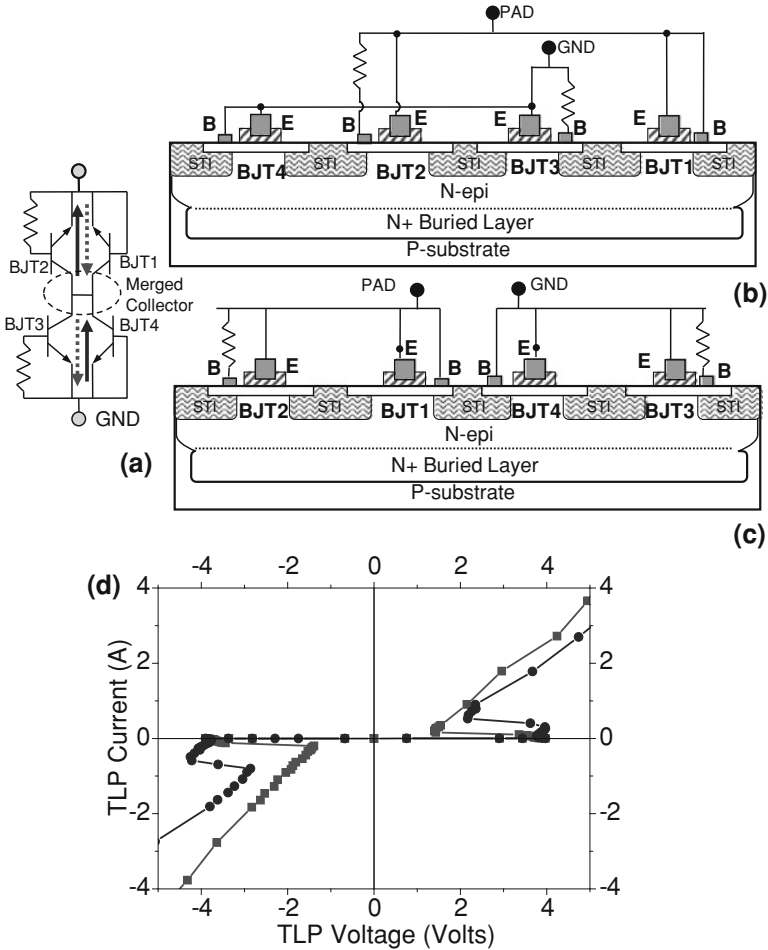 PAD
GND
B E B E E B E B
STI STI STI STI STI
BJT4 BJT2 BJT3 BJT1
N-epi
N+ Buried Layer
P-substrate
(b)
BJT2 BJT1
Merged
Collector
BJT3 BJT4
GND
(a)
PAD GND
B E E B B E E B
STI STI STI STI STI
BJT2 BJT1 BJT4 BJT3
N-epi
N+ Buried Layer
P-substrate
(c)
(d)
-4 -2 0 2 4
4 4
2 2
0 0
-2 -2
-4 -4
-4 -2 0 2 4
TLP Current (A)
TLP Voltage (Volts)